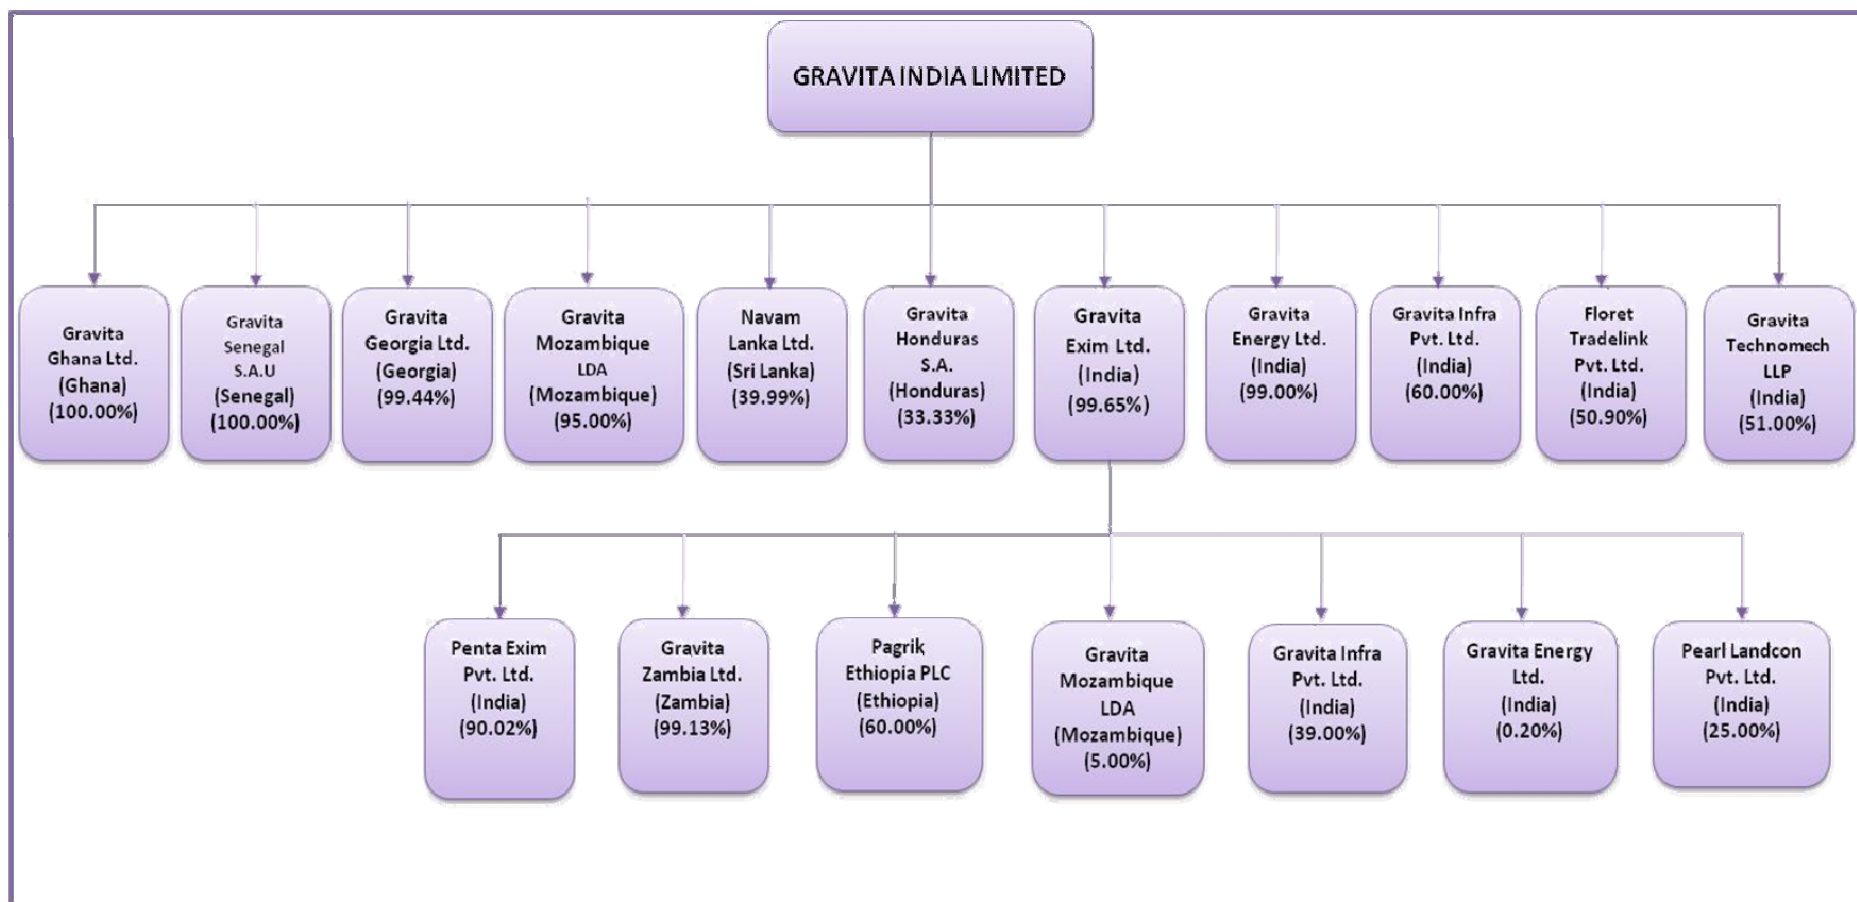 GRAVITA INDIA LIMITED
Gravita
Ghana Ltd.
(Ghana)
(100.00%)
Gravita
Senegal
S.A.U
(Senegal)
(100.00%)
Gravita
Georgia Ltd.
(Georgia)
(99.44%)
Gravita
Mozambique
LDA
(Mozambique)
(95.00%)
Navam
Lanka Ltd.
(Sri Lanka)
(39.99%)
Gravita
Honduras
S.A.
(Honduras)
(33.33%)
Gravita
Exim Ltd.
(India)
(99.65%)
Gravita
Energy Ltd.
(India)
(99.00%)
Gravita Infra
Pvt. Ltd.
(India)
(60.00%)
Floret
Tradelink
Pvt. Ltd.
(India)
(50.90%)
Gravita
Technomech
LLP
(India)
(51.00%)
Penta Exim
Pvt. Ltd.
(India)
(90.02%)
Gravita
Zambia Ltd.
(Zambia)
(99.13%)
Pagrik
Ethiopia PLC
(Ethiopia)
(60.00%)
Gravita
Mozambique
LDA
(Mozambique)
(5.00%)
Gravita Infra
Pvt. Ltd.
(India)
(39.00%)
Gravita Energy
Ltd.
(India)
(0.20%)
Pearl Landcon
Pvt. Ltd.
(India)
(25.00%)